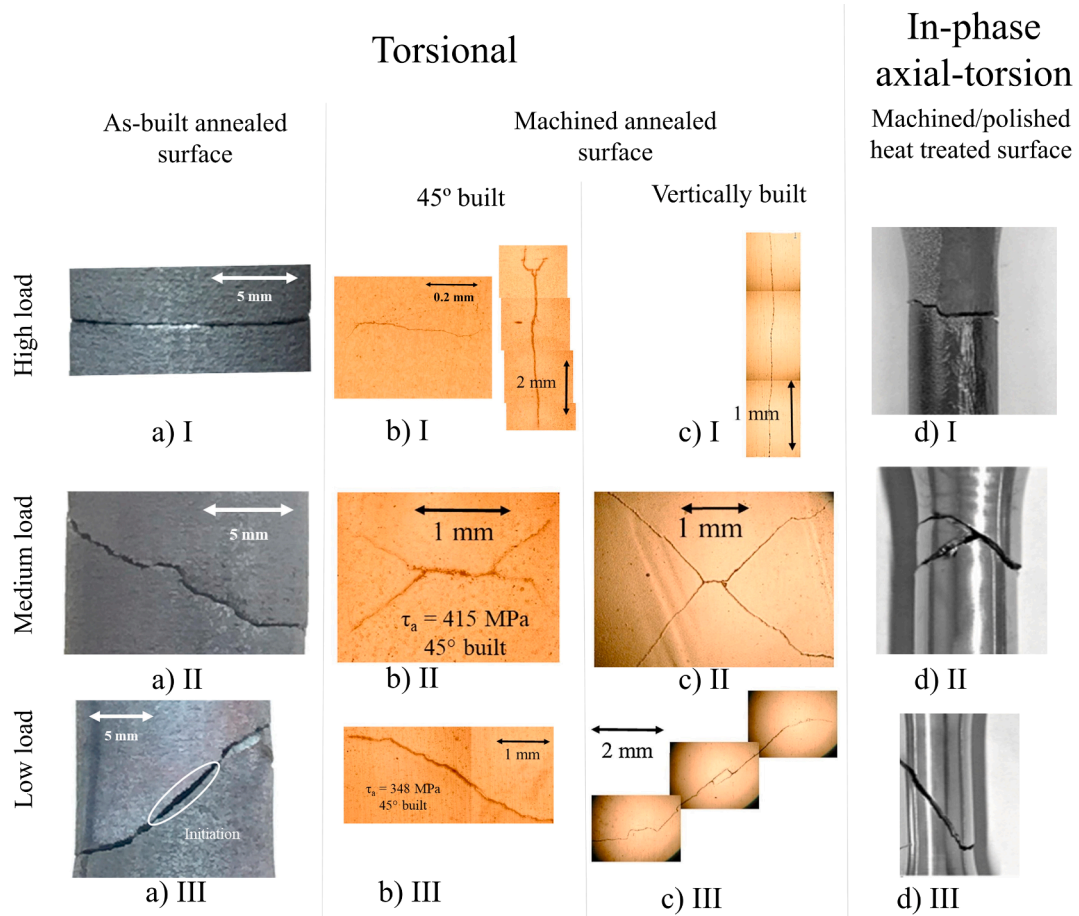 Torsional
In-phase
axial-torsion
As-built annealed
surface
Machined annealed
surface
Machined/polished
heat treated surface
45º built
Vertically built
High load
5 mm
0.2 mm
2 mm
1 mm
a) I
b) I
c) I
d) I
Medium load
5 mm
1 mm
τa = 415 MPa
45° built
1 mm
a) II
b) II
c) II
d) II
Low load
5 mm
Initiation
1 mm
τa = 348 MPa
45° built
2 mm
a) III
b) III
c) III
d) III